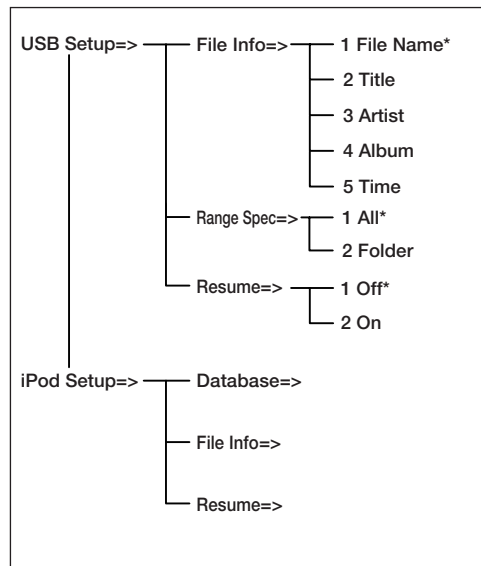 USB Setup=> File Info=> 1 File Name*
2 Title
3 Artist
4 Album
5 Time
Range Spec=> 1 All*
2 Folder
Resume=> 1 Off*
2 On
iPod Setup=> Database=>
File Info=>
Resume=>